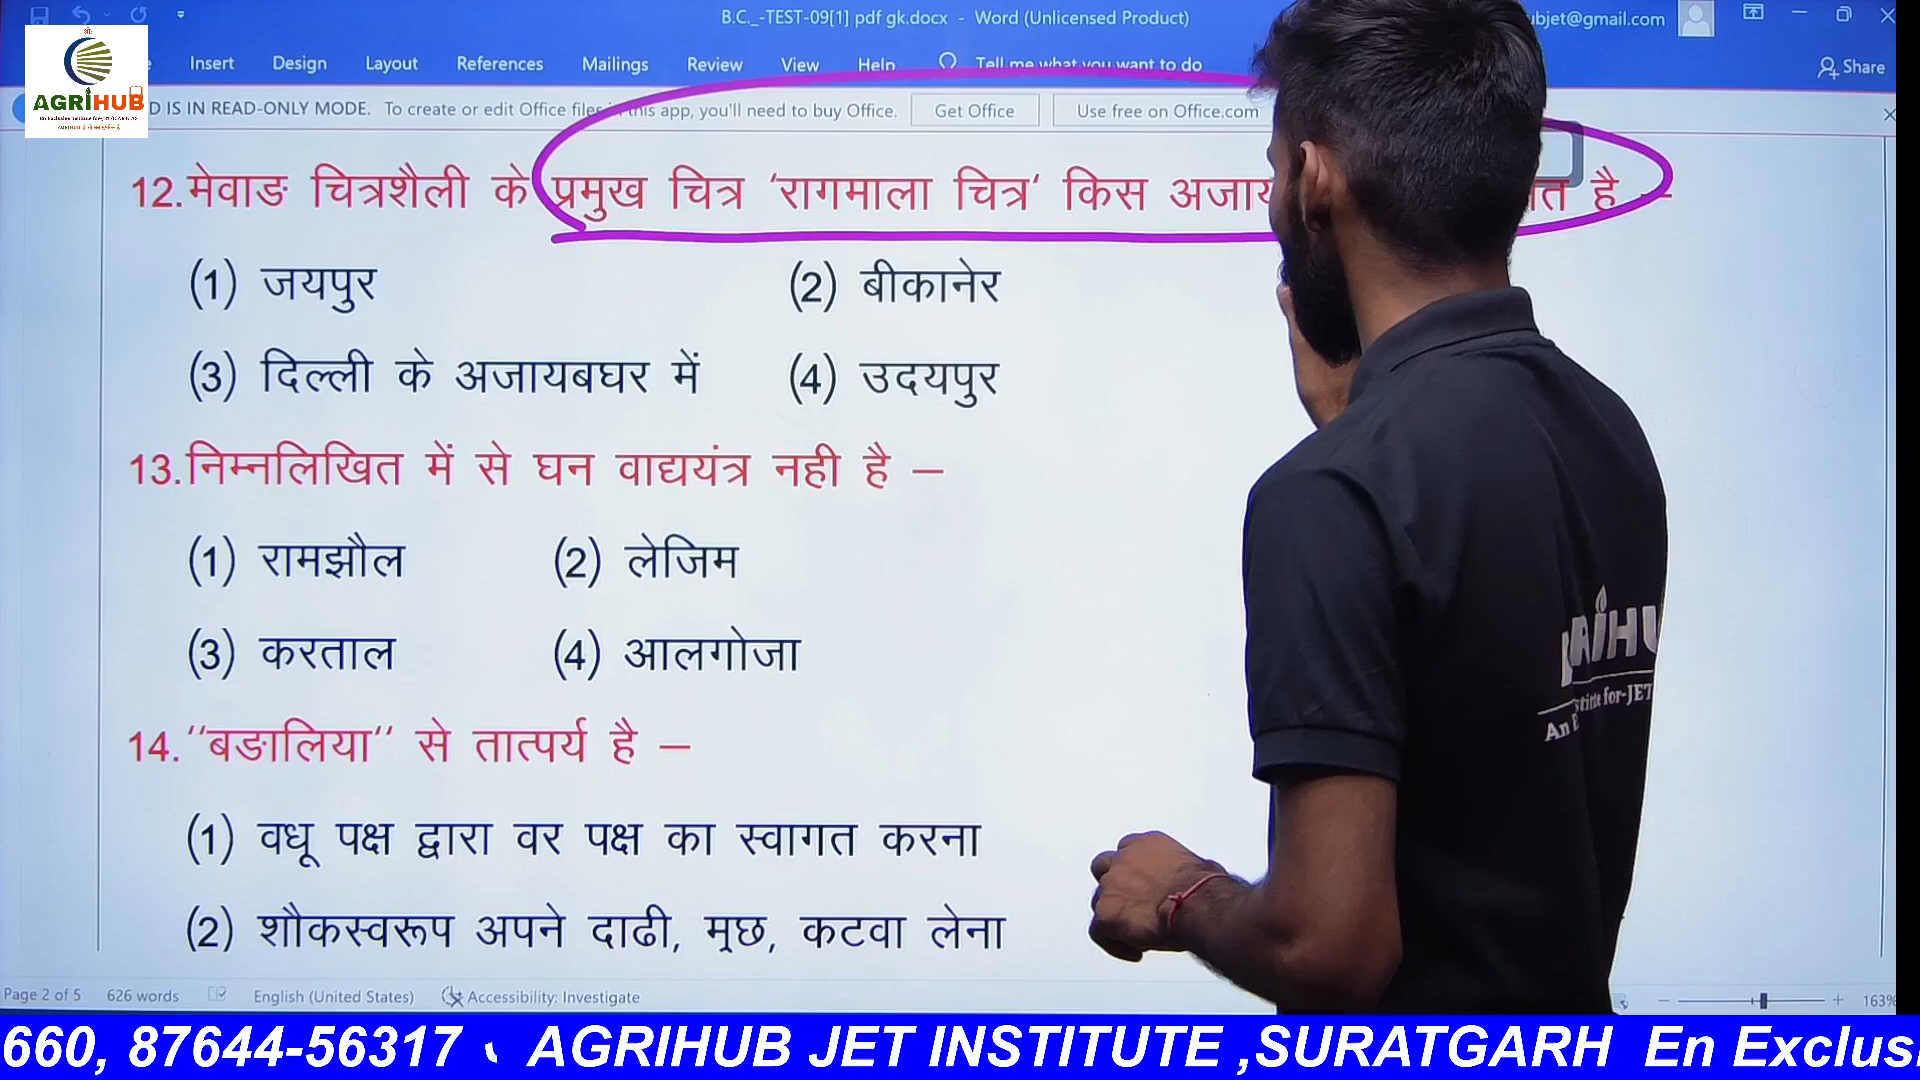 B.C._-TEST-09[1] pdf gk.docx - Word (Unlicensed Product)
ubjet@gmail.com
Insert Design Layout References Mailings Review View Help Tell me what you want to do
Share
श्रीः
AGRIHUB
D IS IN READ-ONLY MODE. To create or edit Office files in this app, you'll need to buy Office. Get Office Use free on Office.com
12.मेवाङ चित्रशैली के प्रमुख चित्र 'रागमाला चित्र' किस है –
(1) जयपुर (2) बीकानेर
(3) दिल्ली के अजायबघर में (4) उदयपुर
13.निम्नलिखित में से घन वाद्ययंत्र नही है –
(1) रामझौल (2) लेजिम
(3) करताल (4) आलगोजा
14.''बङालिया'' से तात्पर्य है –
(1) वधू पक्ष द्वारा वर पक्ष का स्वागत करना
(2) शौकस्वरूप अपने दाढी, मूछ, कटवा लेना
Page 2 of 5 626 words English (United States) Accessibility: Investigate 163%
660, 87644-56317 AGRIHUB JET INSTITUTE ,SURATGARH En Exclus